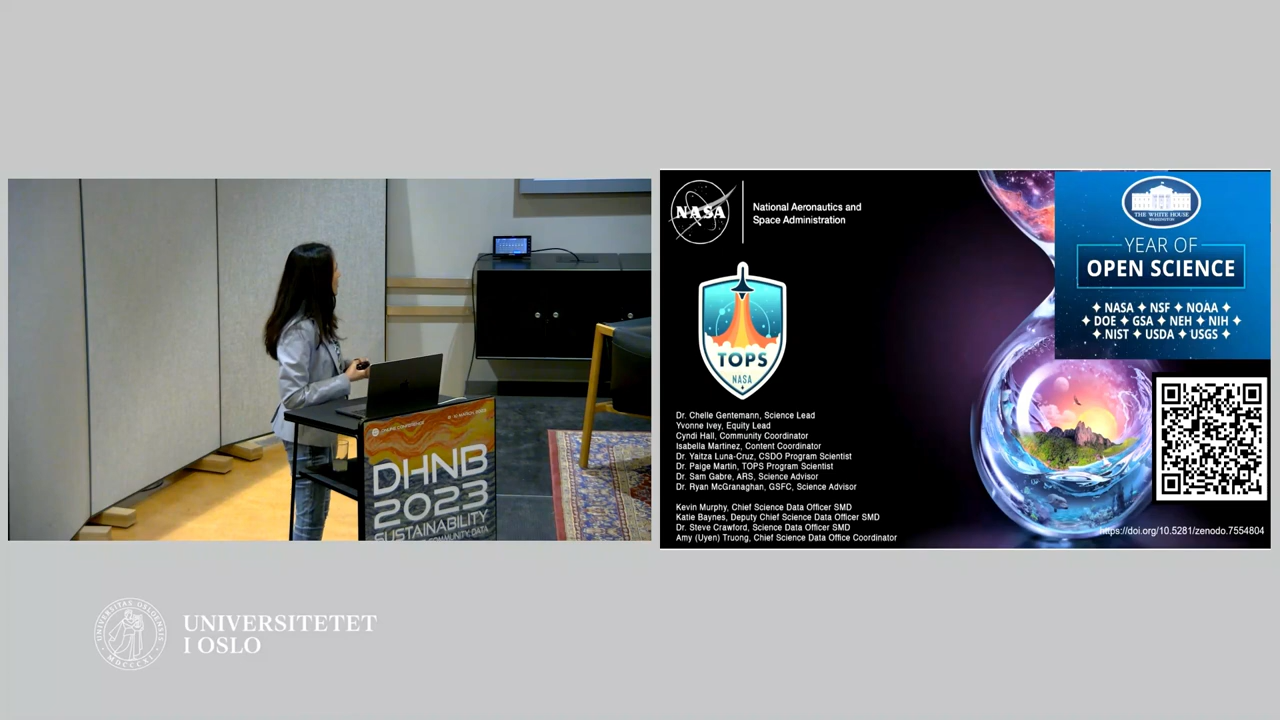 DHNB
2023
SUSTAINABILITY
UNIVERSITETET
I OSLO
NASA
National Aeronautics and
Space Administration
TOPS
NASA
Dr. Chelle Gentemann, Science Lead
Yvonne Ivey, Equity Lead
Cyndi Hall, Community Coordinator
Isabella Martinez, Content Coordinator
Dr. Yaitza Luna-Cruz, CSDO Program Scientist
Dr. Paige Martin, TOPS Program Scientist
Dr. Sam Gabre, ARS, Science Advisor
Dr. Ryan McGranaghan, GSFC, Science Advisor
Kevin Murphy, Chief Science Data Officer SMD
Katie Baynes, Deputy Chief Science Data Officer SMD
Dr. Steve Crawford, Science Data Officer SMD
Amy (Uyen) Truong, Chief Science Data Office Coordinator
THE WHITE HOUSE
WASHINGTON
YEAR OF
OPEN SCIENCE
✦ NASA ✦ NSF ✦ NOAA ✦
✦ DOE ✦ GSA ✦ NEH ✦ NIH ✦
✦ NIST ✦ USDA ✦ USGS ✦
https://doi.org/10.5281/zenodo.7554804